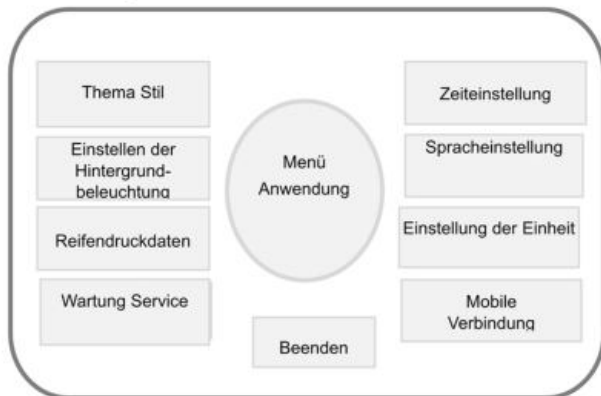 Thema Stil
Einstellen der
Hintergrund-
beleuchtung
Reifendruckdaten
Wartung Service
Menü
Anwendung
Beenden
Zeiteinstellung
Spracheinstellung
Einstellung der Einheit
Mobile
Verbindung